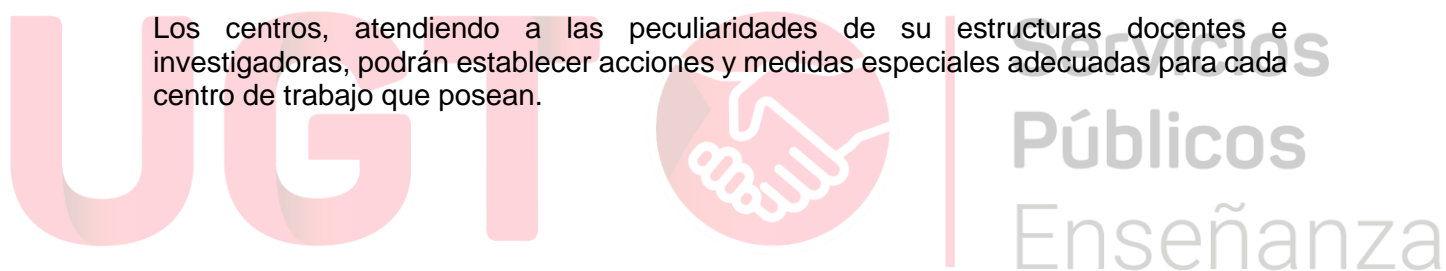 Los centros, atendiendo a las peculiaridades de su estructuras docentes e
investigadoras, podrán establecer acciones y medidas especiales adecuadas para cada
centro de trabajo que posean.
UGT
Servicios
Públicos
Enseñanza